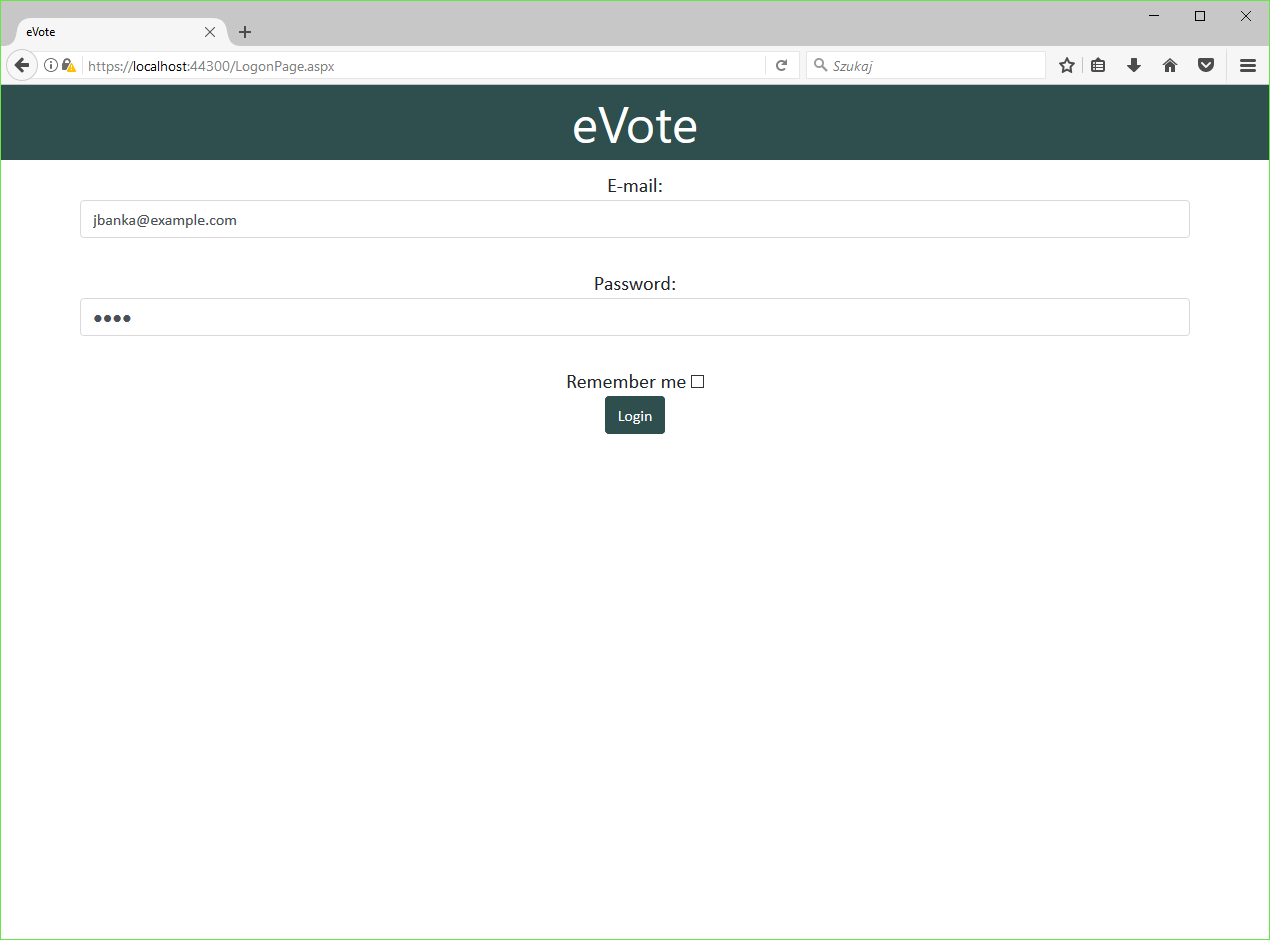 eVote
https://localhost:44300/LogonPage.aspx
Szukaj
eVote
E-mail:
jbanka@example.com
Password:
••••
Remember me
Login